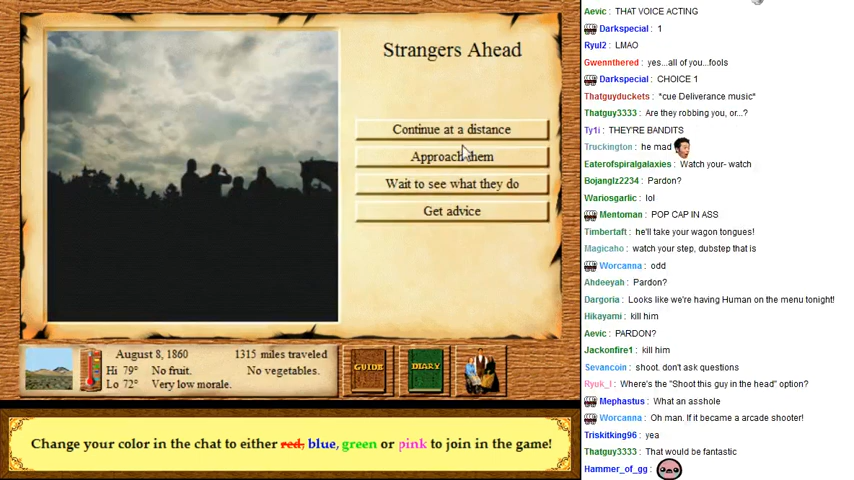 Strangers Ahead
Continue at a distance
Approach them
Wait to see what they do
Get advice
August 8, 1860
1315 miles traveled
Hi 79°
No fruit.
No vegetables.
Lo 72°
Very low morale.
GUIDE
DIARY
Change your color in the chat to either red, blue, green or pink to join in the game!
Aevic : THAT VOICE ACTING
Darkspecial : 1
Ryul2 : LMAO
Gwennthered : yes...all of you...fools
Darkspecial : CHOICE 1
Thatguyduckets : *cue Deliverance music*
Thatguy3333 : Are they robbing you, or...?
Ty1i : THEY'RE BANDITS
Truckington : he mad
Eaterofspiralgalaxies : Watch your- watch
Bojanglz2234 : Pardon?
Wariosgarlic : lol
Mentoman : POP CAP IN ASS
Timbertaft : he'll take your wagon tongues!
Magicaho : watch your step, dubstep that is
Worcanna : odd
Ahdeeyah : Pardon?
Dargoria : Looks like we're having Human on the menu tonight!
Hikayami : kill him
Aevic : PARDON?
Jackonfire1 : kill him
Sevancoin : shoot. don't ask questions
Ryuk_I : Where's the "Shoot this guy in the head" option?
Mephastus : What an asshole
Worcanna : Oh man. If it became a arcade shooter!
Triskitking96 : yea
Thatguy3333 : That would be fantastic
Hammer_of_gg :